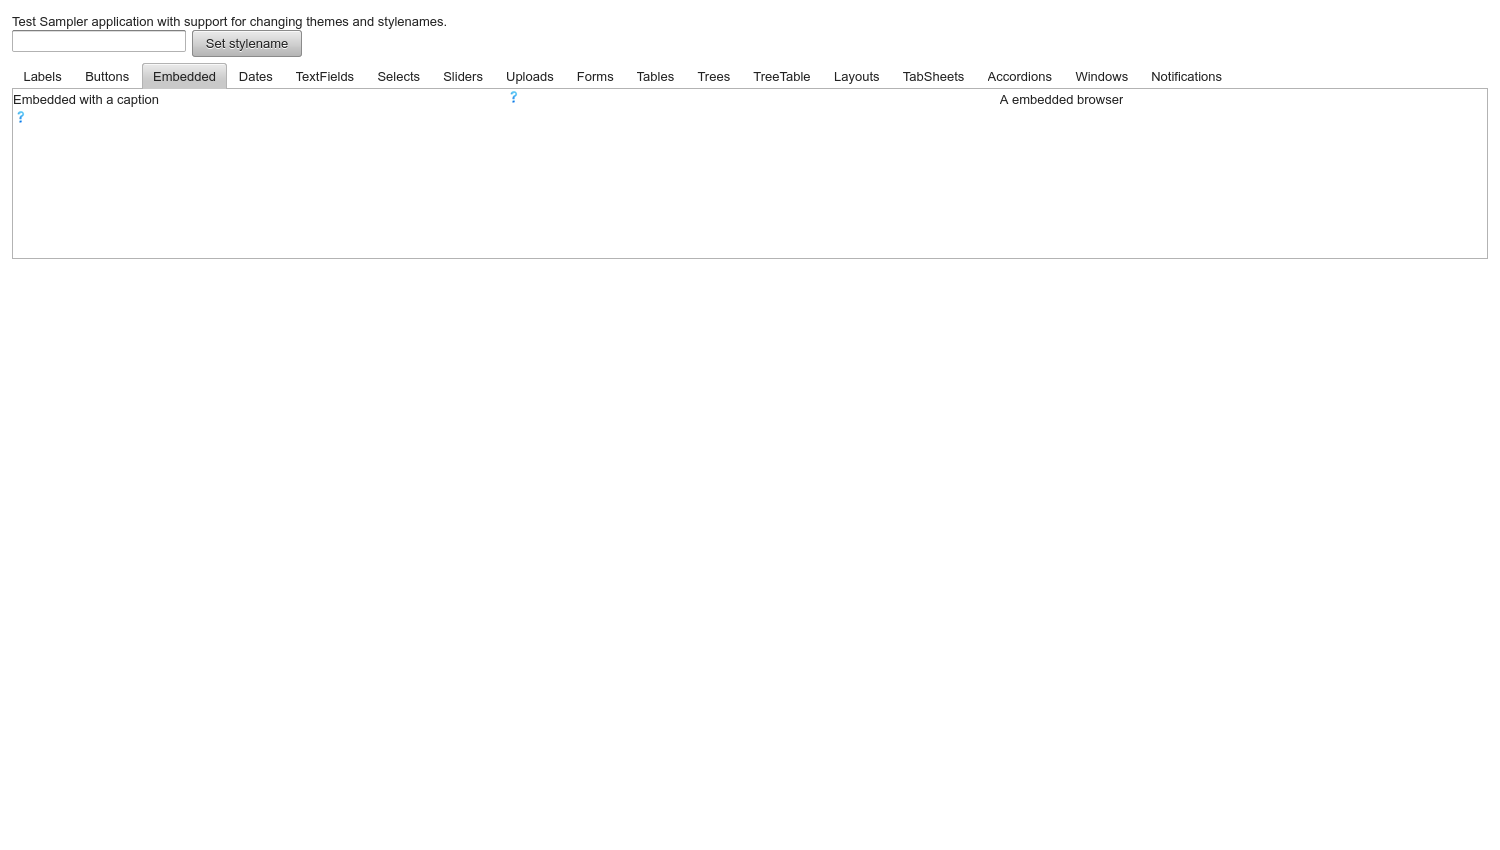 Test Sampler application with support for changing themes and stylenames.
Set stylename
Labels Buttons Embedded Dates TextFields Selects Sliders Uploads Forms Tables Trees TreeTable Layouts TabSheets Accordions Windows Notifications
Embedded with a caption ? A embedded browser
?